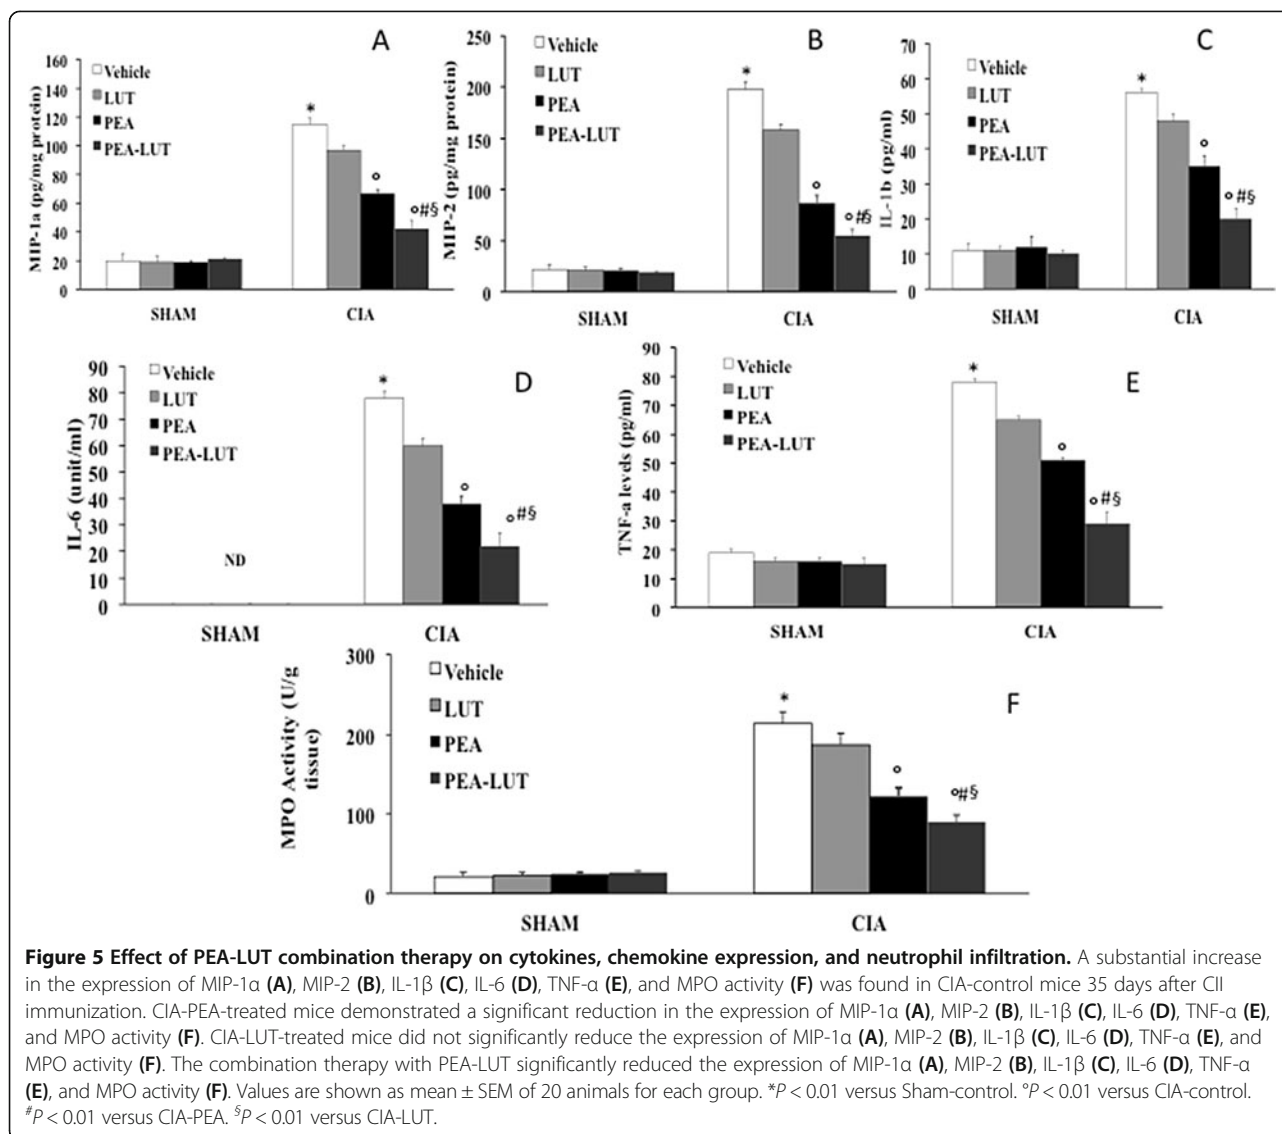 A
MIP-1a (pg/mg protein)
160
140
120
100
80
60
40
20
0
Vehicle
LUT
PEA
PEA-LUT
*
°
°#§
SHAM
CIA
B
MIP-2 (pg/mg protein)
250
200
150
100
50
0
Vehicle
LUT
PEA
PEA-LUT
*
°
°#§
SHAM
CIA
C
IL-1b (pg/ml)
70
60
50
40
30
20
10
0
Vehicle
LUT
PEA
PEA-LUT
*
°
°#§
SHAM
CIA
D
IL-6 (unit/ml)
90
80
70
60
50
40
30
20
10
0
Vehicle
LUT
PEA
PEA-LUT
ND
*
°
°#§
SHAM
CIA
E
TNF-a levels (pg/ml)
90
80
70
60
50
40
30
20
10
0
Vehicle
LUT
PEA
PEA-LUT
*
°
°#§
SHAM
CIA
F
MPO Activity (U/g
tissue)
300
200
100
0
Vehicle
LUT
PEA
PEA-LUT
*
°
°#§
SHAM
CIA
Figure 5 Effect of PEA-LUT combination therapy on cytokines, chemokine expression, and neutrophil infiltration. A substantial increase
in the expression of MIP-1α (A), MIP-2 (B), IL-1β (C), IL-6 (D), TNF-α (E), and MPO activity (F) was found in CIA-control mice 35 days after CII
immunization. CIA-PEA-treated mice demonstrated a significant reduction in the expression of MIP-1α (A), MIP-2 (B), IL-1β (C), IL-6 (D), TNF-α (E),
and MPO activity (F). CIA-LUT-treated mice did not significantly reduce the expression of MIP-1α (A), MIP-2 (B), IL-1β (C), IL-6 (D), TNF-α (E), and
MPO activity (F). The combination therapy with PEA-LUT significantly reduced the expression of MIP-1α (A), MIP-2 (B), IL-1β (C), IL-6 (D), TNF-α
(E), and MPO activity (F). Values are shown as mean ± SEM of 20 animals for each group. *P < 0.01 versus Sham-control. °P < 0.01 versus CIA-control.
#P < 0.01 versus CIA-PEA. §P < 0.01 versus CIA-LUT.